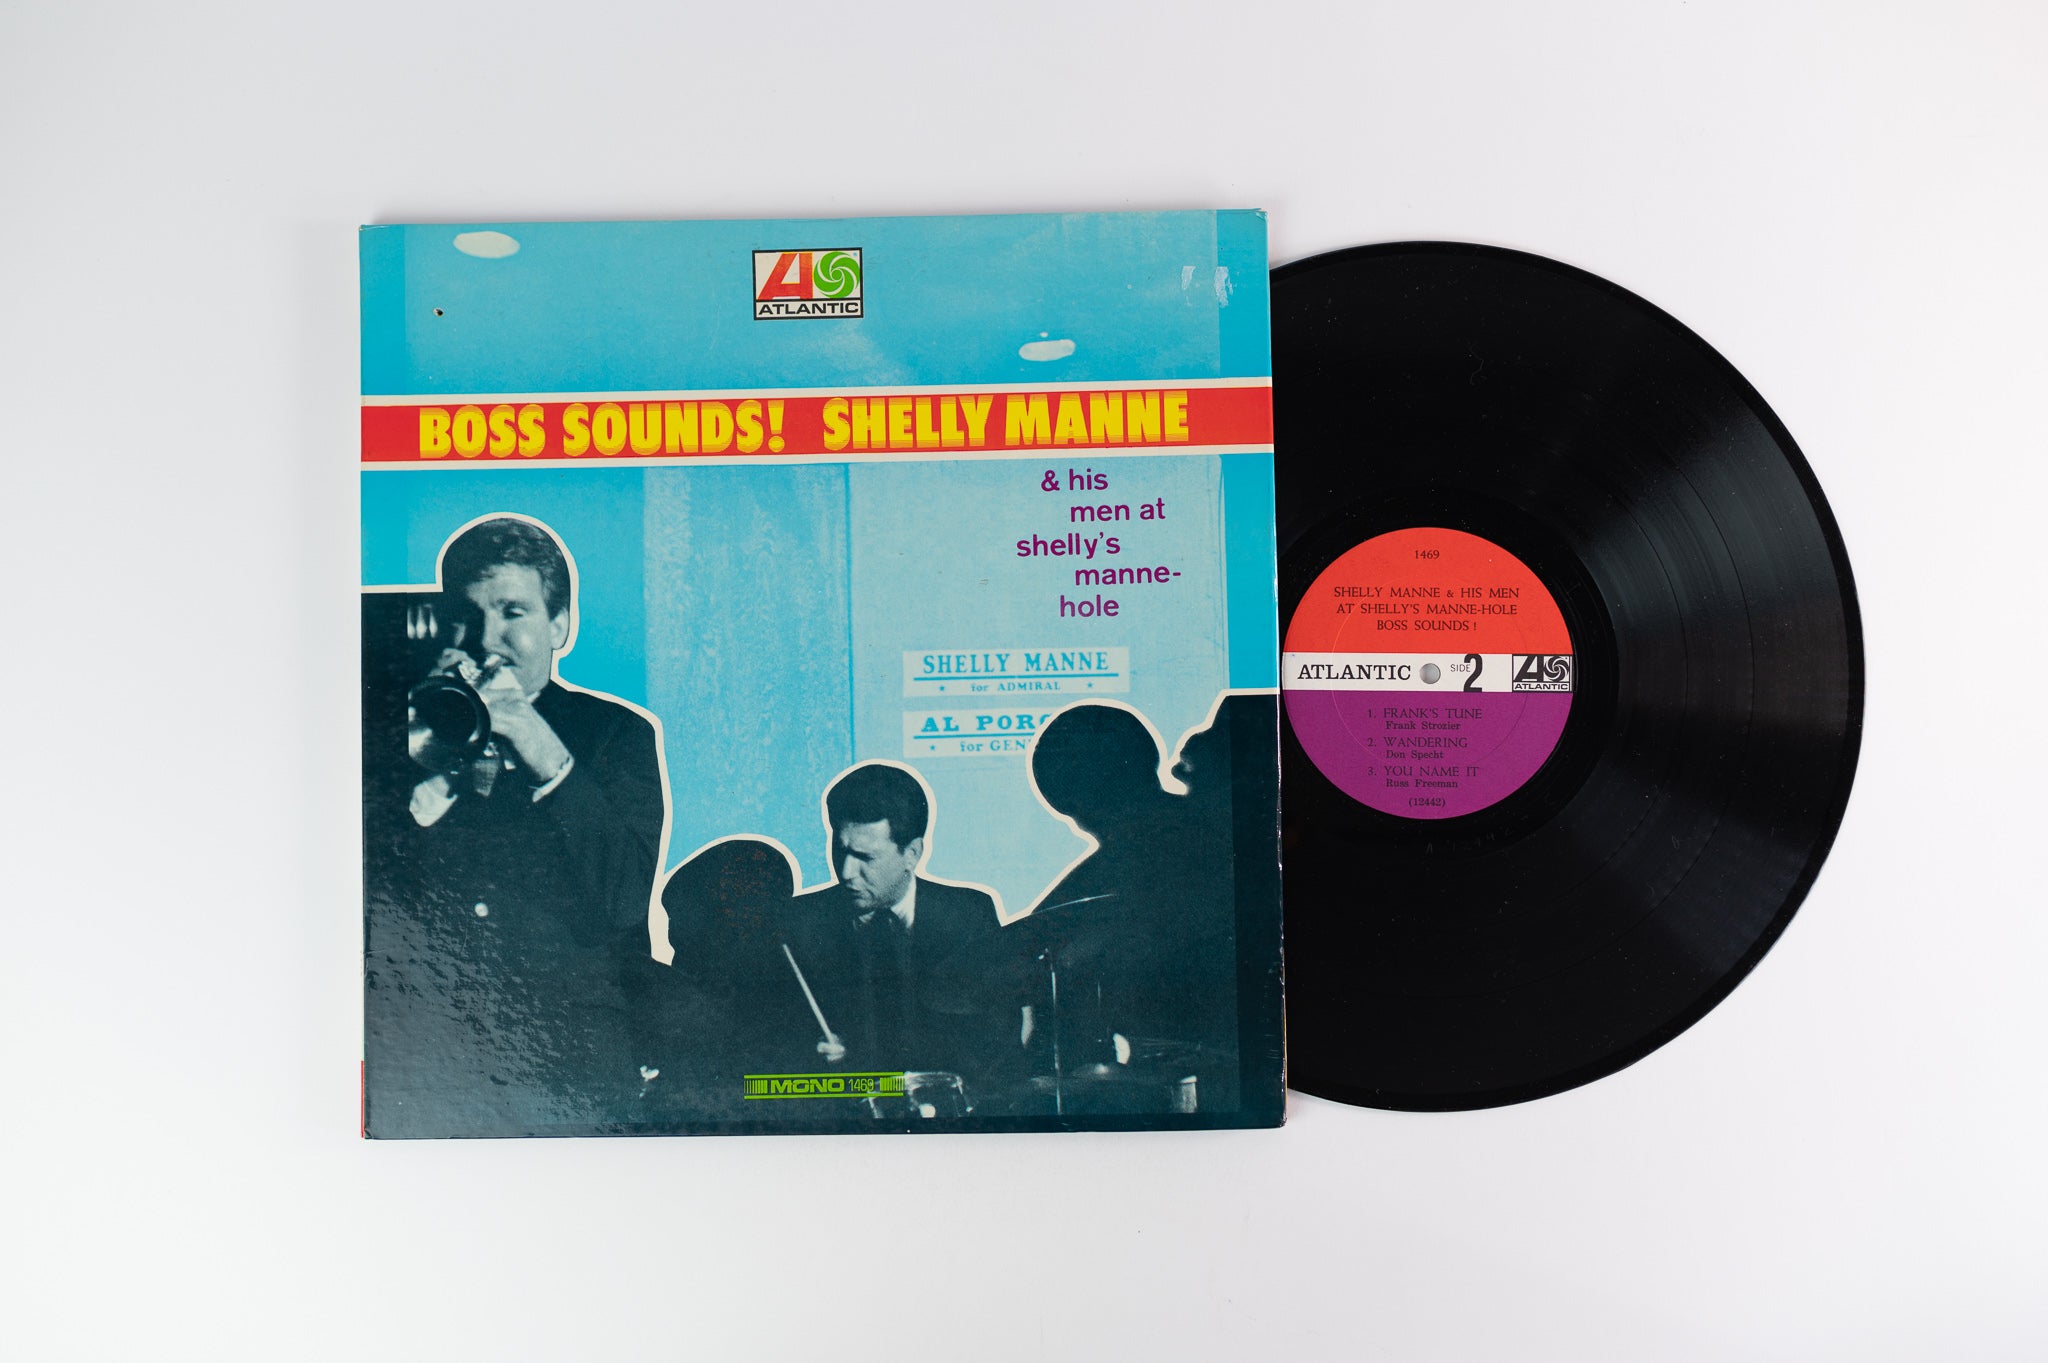 ATLANTIC
BOSS SOUNDS! SHELLY MANNE
& his
men at
shelly's
manne-
hole
SHELLY MANNE
* for ADMIRAL *
AL PORC
* for GEN
MONO 1469
1469
SHELLY MANNE & HIS MEN
AT SHELLY'S MANNE-HOLE
BOSS SOUNDS!
ATLANTIC SIDE 2 ATLANTIC
1. FRANK'S TUNE
Frank Strozier
2. WANDERING
Don Specht
3. YOU NAME IT
Russ Freeman
(12442)